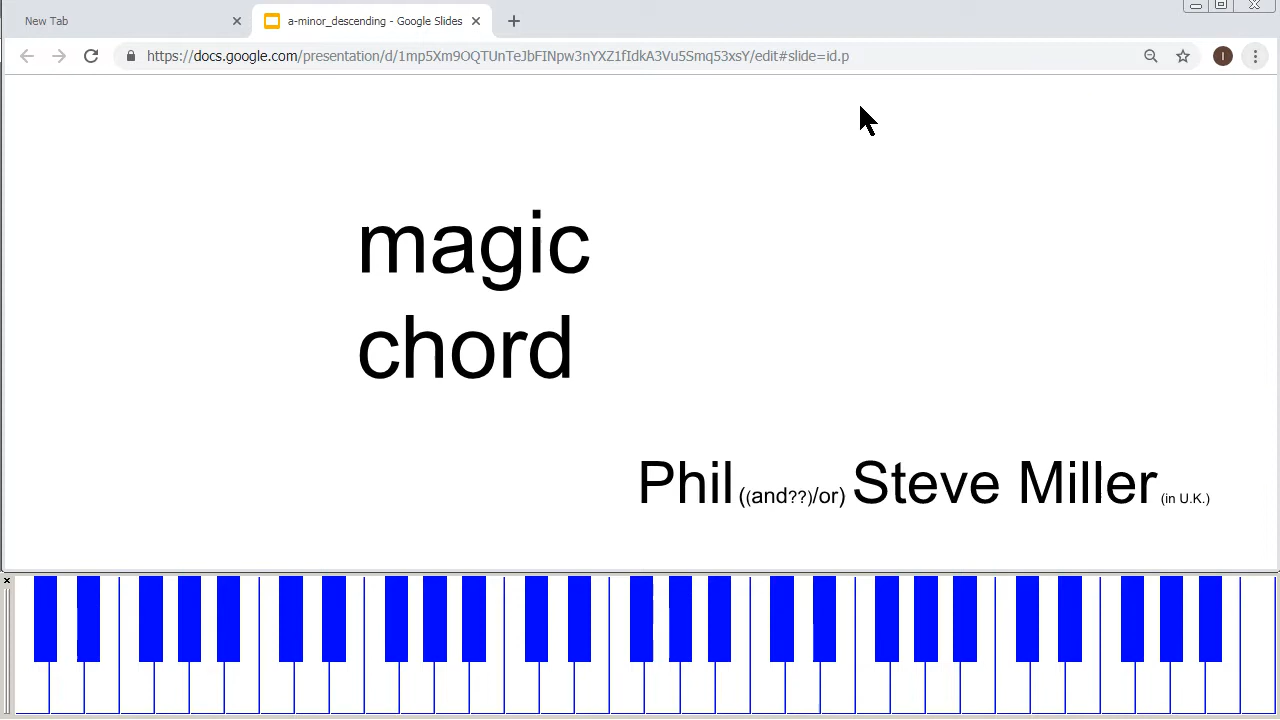 New Tab
a-minor_descending - Google Slides
https://docs.google.com/presentation/d/1mp5Xm9OQTUnTeJbFINpw3nYXZ1fIdkA3Vu5Smq53xsY/edit#slide=id.p
I
magic
chord
Phil ((and??)/or) Steve Miller (in U.K.)